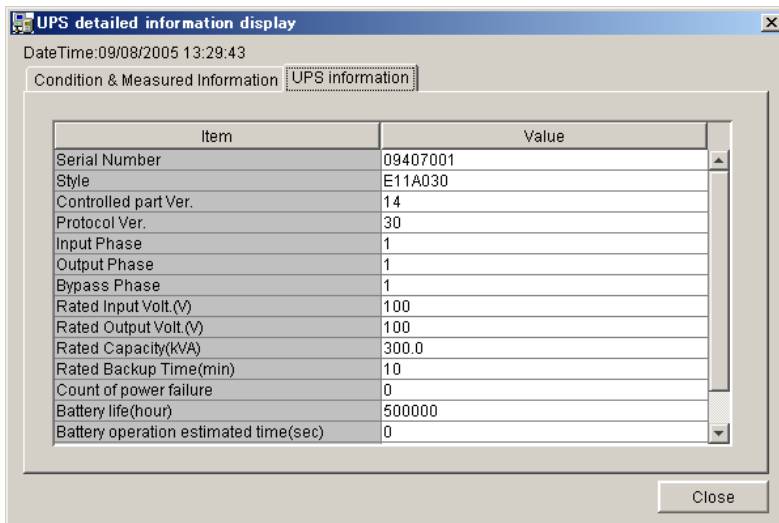 UPS detailed information display
DateTime:09/08/2005 13:29:43
Condition & Measured Information UPS information
Item Value
Serial Number 09407001
Style E11A030
Controlled part Ver. 14
Protocol Ver. 30
Input Phase 1
Output Phase 1
Bypass Phase 1
Rated Input Volt.(V) 100
Rated Output Volt.(V) 100
Rated Capacity(kVA) 300.0
Rated Backup Time(min) 10
Count of power failure 0
Battery life(hour) 500000
Battery operation estimated time(sec) 0
Close